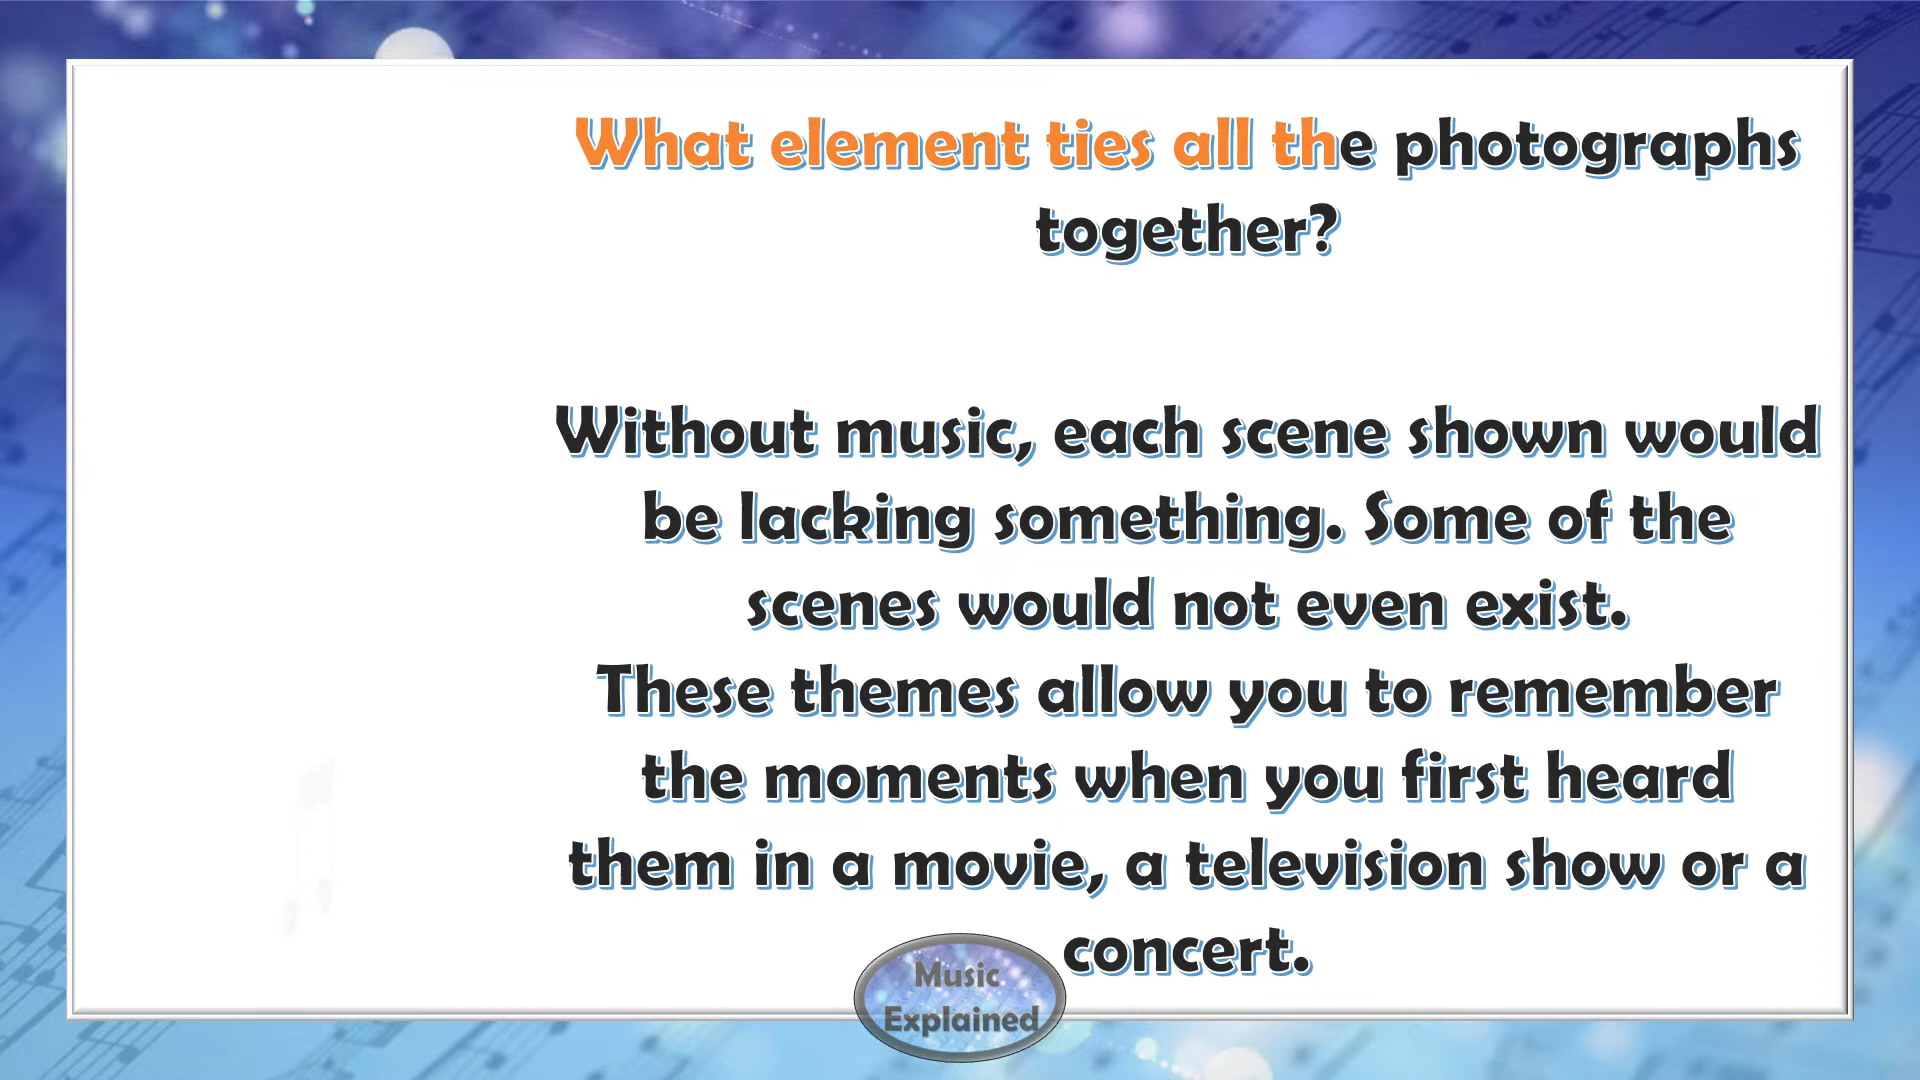 What element ties all the photographs
together?
Without music, each scene shown would
be lacking something. Some of the
scenes would not even exist.
These themes allow you to remember
the moments when you first heard
them in a movie, a television show or a
concert.
Music
Explained